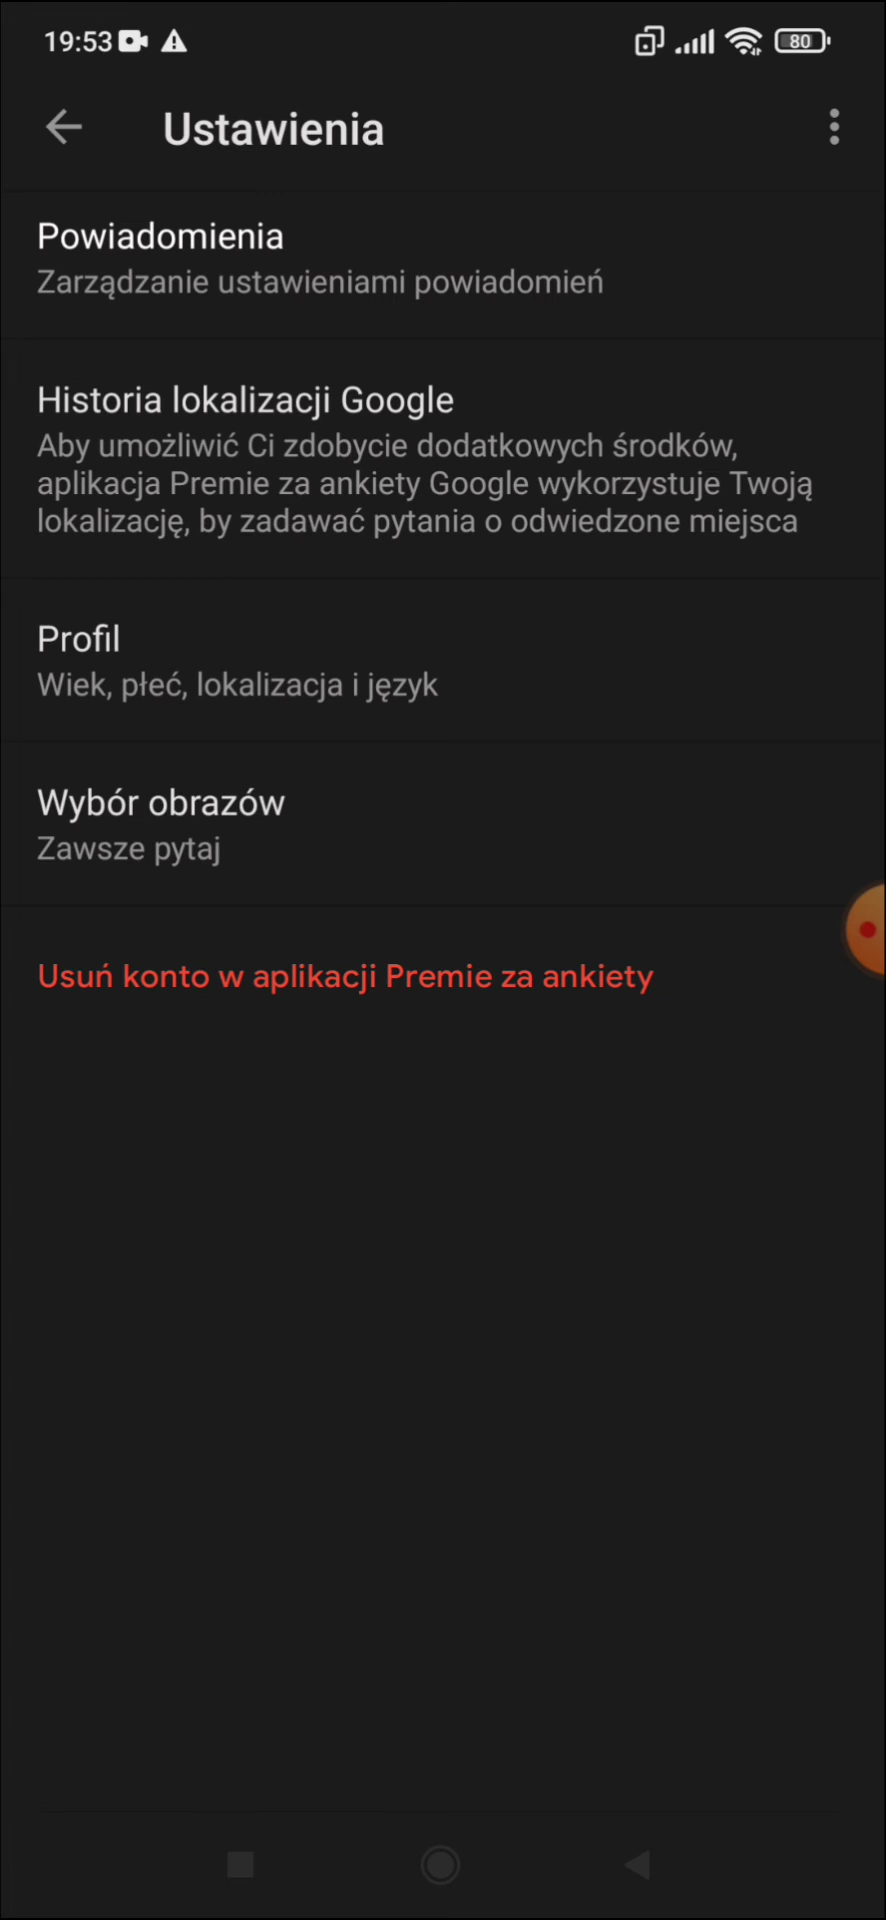 19:53
80
Ustawienia
Powiadomienia
Zarządzanie ustawieniami powiadomień
Historia lokalizacji Google
Aby umożliwić Ci zdobycie dodatkowych środków,
aplikacja Premie za ankiety Google wykorzystuje Twoją
lokalizację, by zadawać pytania o odwiedzone miejsca
Profil
Wiek, płeć, lokalizacja i język
Wybór obrazów
Zawsze pytaj
Usuń konto w aplikacji Premie za ankiety